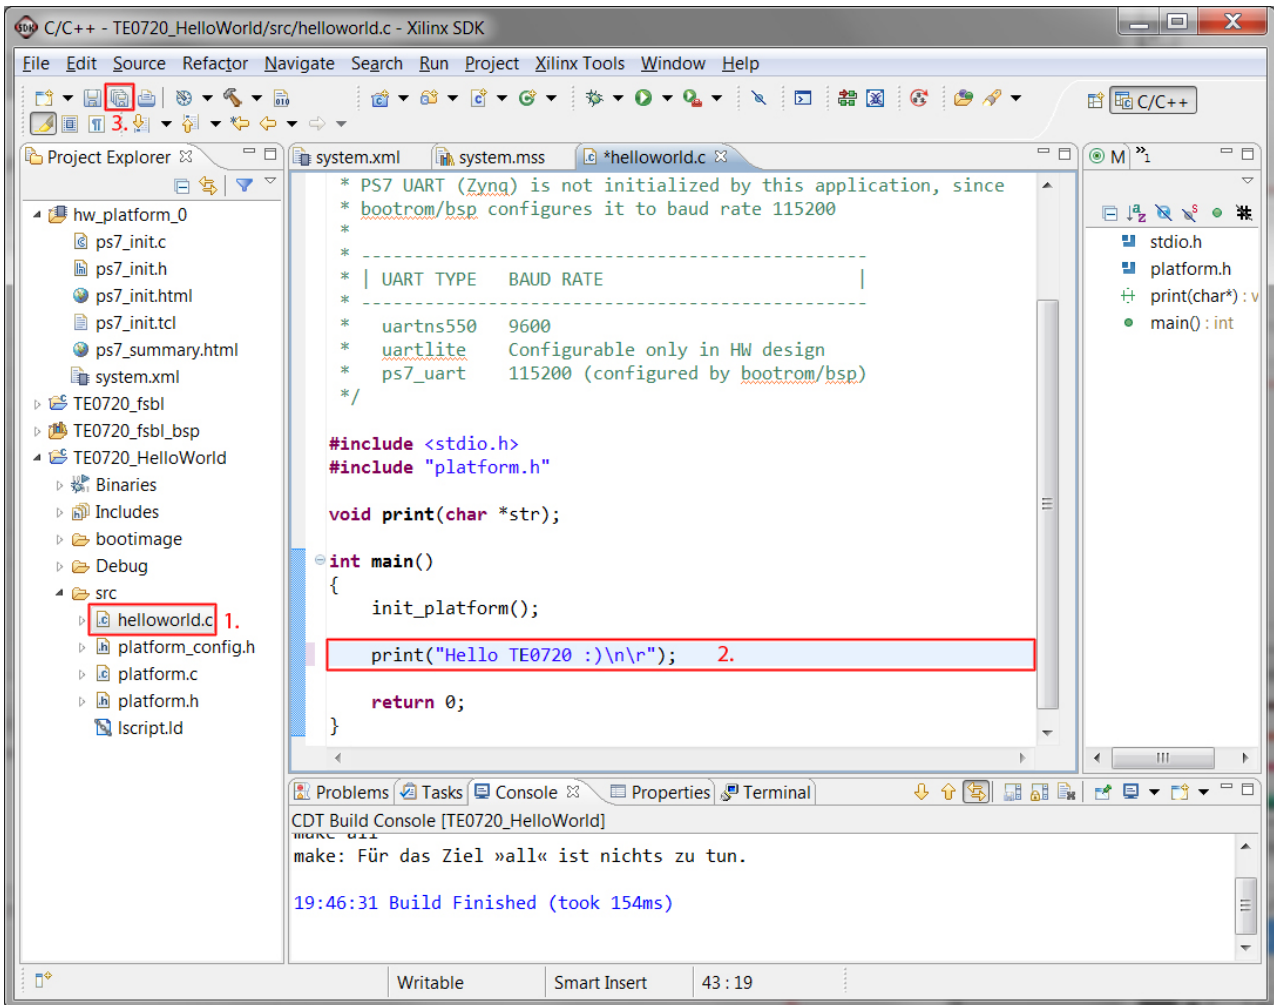 C/C++ - TE0720_HelloWorld/src/helloworld.c - Xilinx SDK
File Edit Source Refactor Navigate Search Run Project Xilinx Tools Window Help
C/C++
3.
Project Explorer
hw_platform_0
ps7_init.c
ps7_init.h
ps7_init.html
ps7_init.tcl
ps7_summary.html
system.xml
TE0720_fsbl
TE0720_fsbl_bsp
TE0720_HelloWorld
Binaries
Includes
bootimage
Debug
src
helloworld.c 1.
platform_config.h
platform.c
platform.h
lscript.ld
system.xml system.mss *helloworld.c
* PS7 UART (Zynq) is not initialized by this application, since
* bootrom/bsp configures it to baud rate 115200
*
* ------------------------------------------------
* | UART TYPE   BAUD RATE                        |
* ------------------------------------------------
*   uartns550   9600
*   uartlite    Configurable only in HW design
*   ps7_uart    115200 (configured by bootrom/bsp)
*/
#include <stdio.h>
#include "platform.h"
void print(char *str);
int main()
{
init_platform();
print("Hello TE0720 :)\n\r"); 2.
return 0;
}
M »1
stdio.h
platform.h
print(char*) : v
main() : int
Problems Tasks Console Properties Terminal
CDT Build Console [TE0720_HelloWorld]
make all
make: Für das Ziel »all« ist nichts zu tun.
19:46:31 Build Finished (took 154ms)
Writable Smart Insert 43 : 19